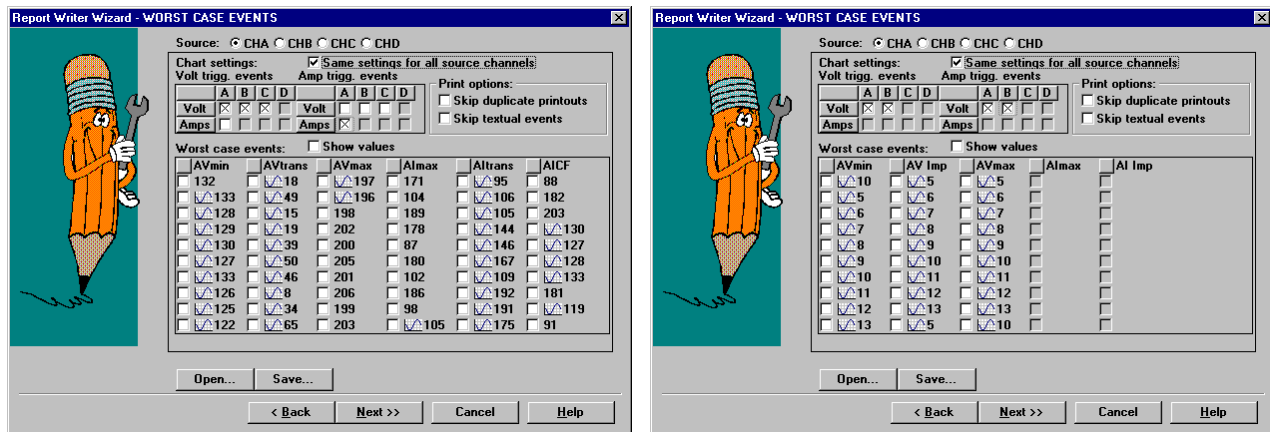 Report Writer Wizard - WORST CASE EVENTS
Source: CHA CHB CHC CHD
Chart settings: Same settings for all source channels
Volt trigg. events Amp trigg. events Print options:
A B C D A B C D
Volt Volt Skip duplicate printouts
Amps Amps Skip textual events
Worst case events: Show values
AVmin AVtrans AVmax AImax AItrans AICF
132 18 197 171 95 88
133 49 196 104 106 182
128 15 198 189 105 203
129 19 202 178 144 130
130 39 200 87 146 127
127 50 205 180 167 128
133 46 201 102 109 133
126 8 206 186 192 181
125 34 199 98 191 119
122 65 203 105 175 91
Open... Save...
< Back Next >> Cancel Help
Report Writer Wizard - WORST CASE EVENTS
Source: CHA CHB CHC CHD
Chart settings: Same settings for all source channels
Volt trigg. events Amp trigg. events Print options:
A B C D A B C D
Volt Volt Skip duplicate printouts
Amps Amps Skip textual events
Worst case events: Show values
AVmin AV Imp AVmax AImax AI Imp
10 5 5
5 6 6
6 7 7
7 8 8
8 9 9
9 10 10
10 11 11
11 12 12
12 13 13
13 5 10
Open... Save...
< Back Next >> Cancel Help